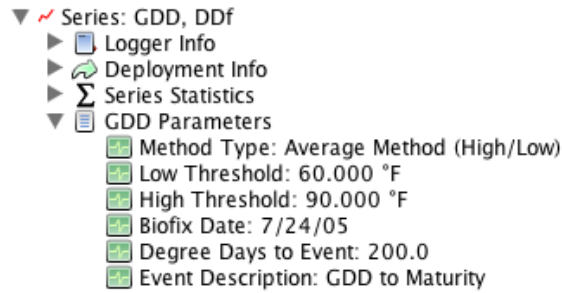 Series: GDD, DDf
Logger Info
Deployment Info
Series Statistics
GDD Parameters
Method Type: Average Method (High/Low)
Low Threshold: 60.000 °F
High Threshold: 90.000 °F
Biofix Date: 7/24/05
Degree Days to Event: 200.0
Event Description: GDD to Maturity